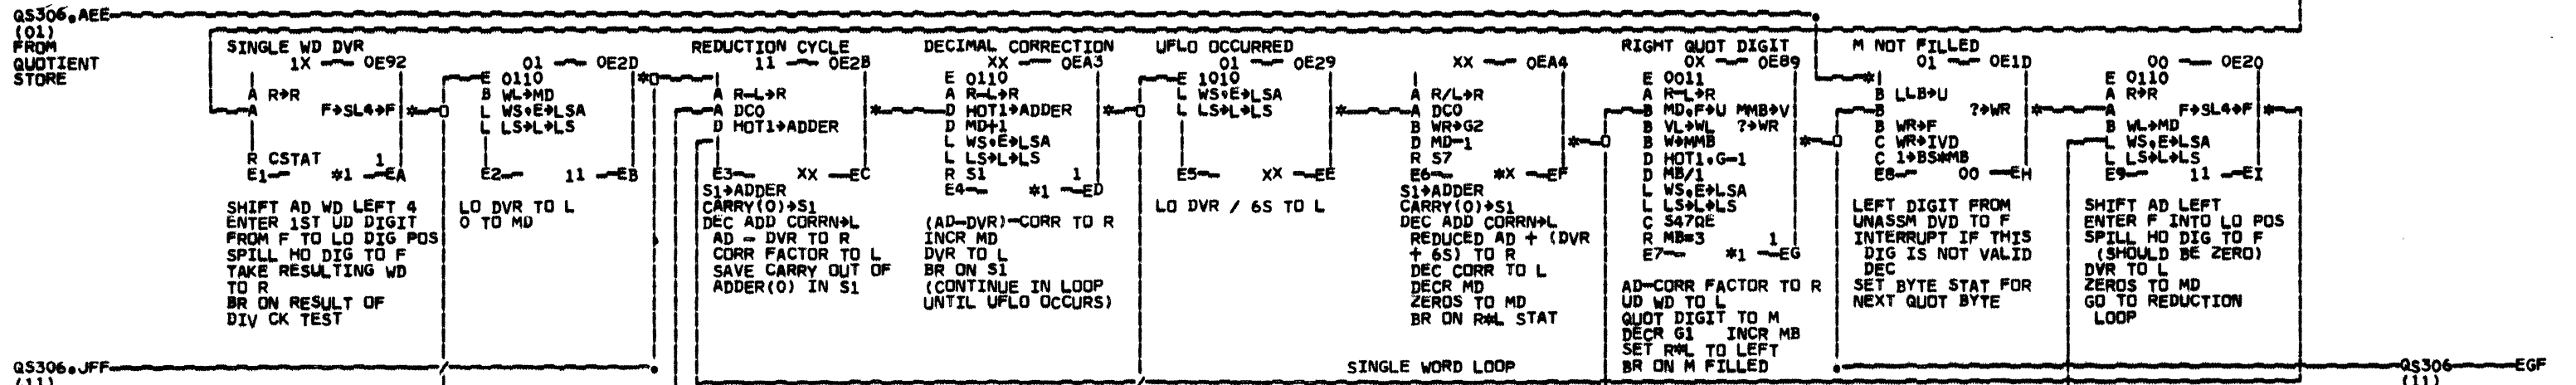 QS306.AEE
(01)
FROM
QUOTIENT
STORE
SINGLE WD DVR
1X OE92
A R→R
A F→SL4→F *
R CSTAT 1
E1 *1 EA
SHIFT AD WD LEFT 4
ENTER 1ST UD DIGIT
FROM F TO LO DIG POS
SPILL HO DIG TO F
TAKE RESULTING WD
TO R
BR ON RESULT OF
DIV CK TEST
01 OE2D
E 0110
B WL→MD
L WS.E→LSA
L LS→L→LS
E2 11 EB
LO DVR TO L
0 TO MD
REDUCTION CYCLE
11 OE2B
*
A R-L→R
A DCO *
D HOT1→ADDER
E3 XX EC
S1→ADDER
CARRY(0)→S1
DEC ADD CORRN→L
AD - DVR TO R
CORR FACTOR TO L
SAVE CARRY OUT OF
ADDER(0) IN S1
DECIMAL CORRECTION
XX OEA3
E 0110
A R-L→R
D HOT1→ADDER *
D MD+1
L WS.E→LSA
L LS→L→LS
R S1 1
E4 *1 ED
(AD-DVR)-CORR TO R
INCR MD
DVR TO L
BR ON S1
(CONTINUE IN LOOP
UNTIL UFLO OCCURS)
UFLO OCCURRED
01 OE29
E 1010
L WS.E→LSA
L LS→L→LS *
E5 XX EE
LO DVR / 6S TO L
XX OEA4
A R/L→R
A DCO
B WR→G2
D MD-1 *
R S7
E6 *X EF
S1→ADDER
CARRY(0)→S1
DEC ADD CORRN→L
REDUCED AD + (DVR
+ 6S) TO R
DEC CORR TO L
DECR MD
ZEROS TO MD
BR ON R*L STAT
RIGHT QUOT DIGIT
0X OE89
E 0011
A R-L→R
B MD.F→U MMB→V
B VL→WL ?→WR
B W→MMB *
D HOT1.G-1
D MB/1
L WS.E→LSA
L LS→L→LS
C S47ΩE
R MB=3 1
E7 *1 EG
AD-CORR FACTOR TO R
UD WD TO L
QUOT DIGIT TO M
DECR G1 INCR MB
SET R*L TO LEFT
BR ON M FILLED
M NOT FILLED
01 OE1D
*
B LLB→U
B ?→WR *
B WR→F
C WR→IVD
C 1→BS*MB
E8 00 EH
LEFT DIGIT FROM
UNASSM DVD TO F
INTERRUPT IF THIS
DIG IS NOT VALID
DEC
SET BYTE STAT FOR
NEXT QUOT BYTE
00 OE20
E 0110
A R→R
A F→SL4→F *
B WL→MD
L WS.E→LSA
L LS→L→LS
E9 11 EI
SHIFT AD LEFT
ENTER F INTO LO POS
SPILL HO DIG TO F
(SHOULD BE ZERO)
DVR TO L
ZEROS TO MD
GO TO REDUCTION
LOOP
QS306.JFF
(11)
SINGLE WORD LOOP
QS306 EGF
(11)